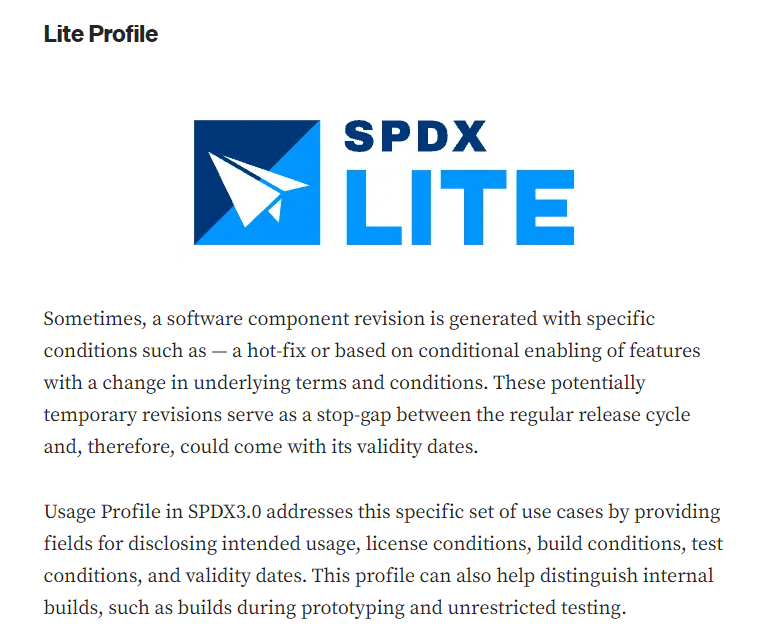 Lite Profile
SPDX
LITE
Sometimes, a software component revision is generated with specific
conditions such as — a hot-fix or based on conditional enabling of features
with a change in underlying terms and conditions. These potentially
temporary revisions serve as a stop-gap between the regular release cycle
and, therefore, could come with its validity dates.
Usage Profile in SPDX3.0 addresses this specific set of use cases by providing
fields for disclosing intended usage, license conditions, build conditions, test
conditions, and validity dates. This profile can also help distinguish internal
builds, such as builds during prototyping and unrestricted testing.